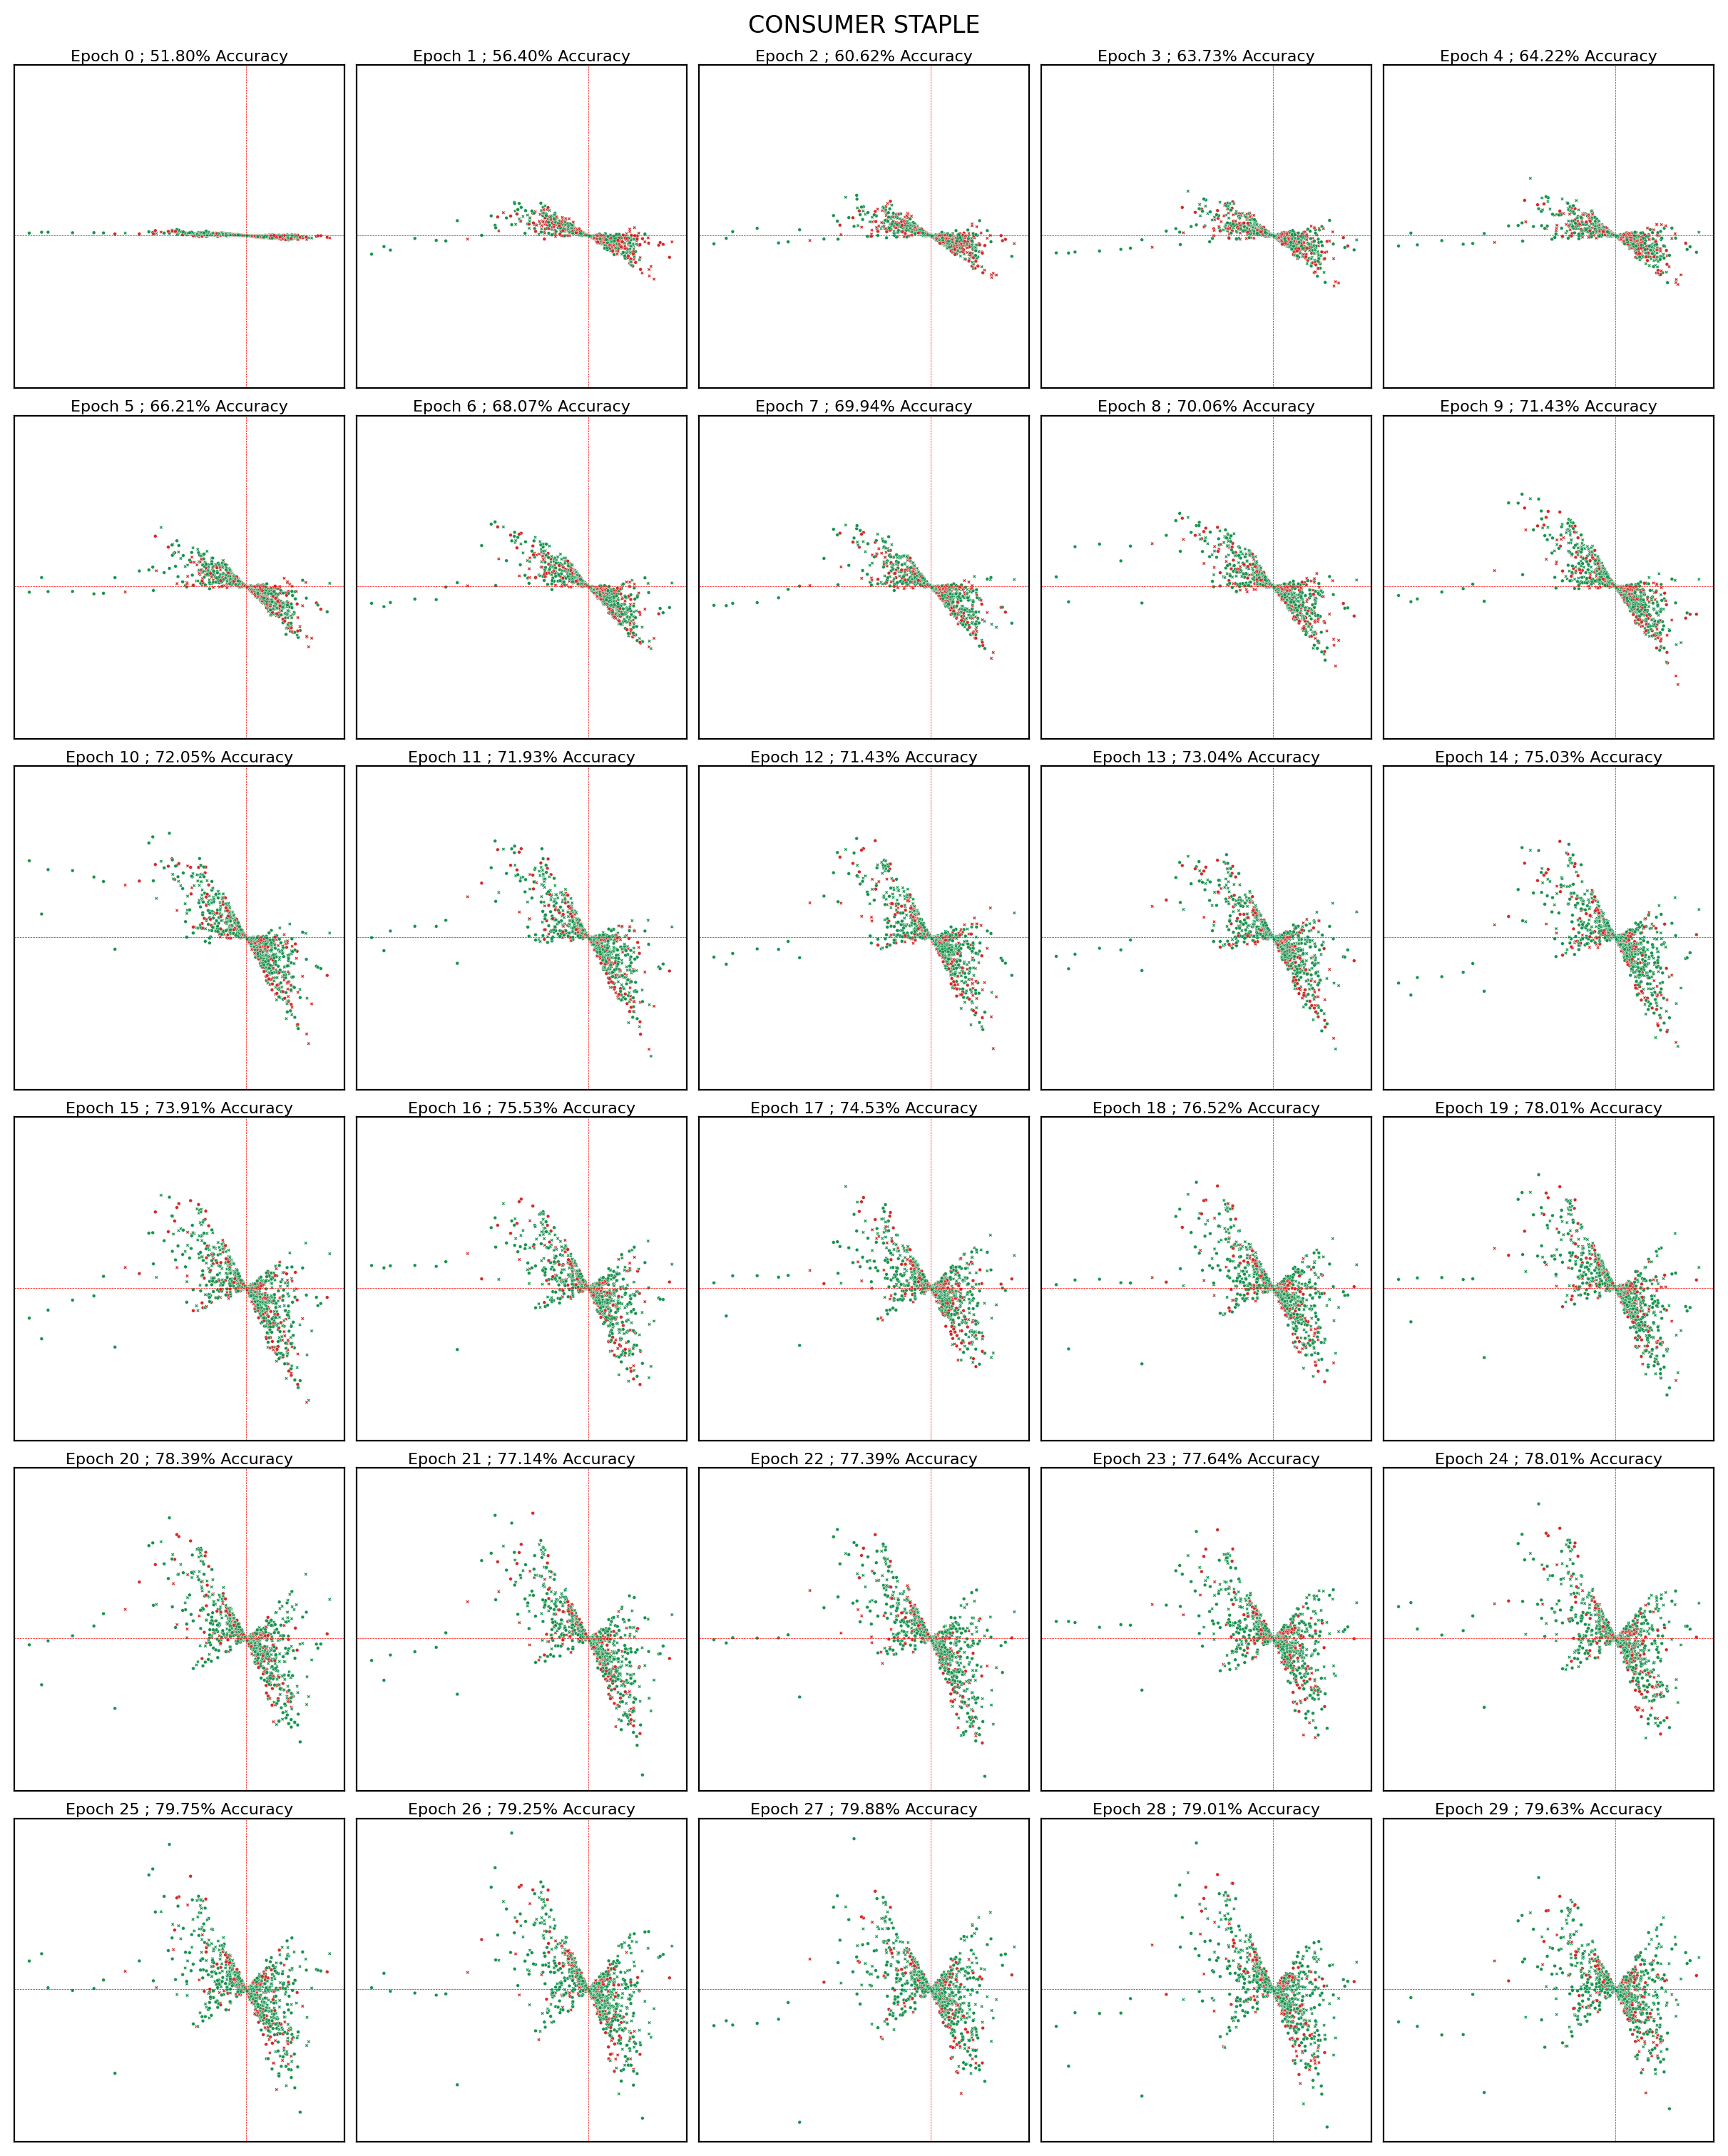 CONSUMER STAPLE
Epoch 0 ; 51.80% Accuracy
Epoch 1 ; 56.40% Accuracy
Epoch 2 ; 60.62% Accuracy
Epoch 3 ; 63.73% Accuracy
Epoch 4 ; 64.22% Accuracy
Epoch 5 ; 66.21% Accuracy
Epoch 6 ; 68.07% Accuracy
Epoch 7 ; 69.94% Accuracy
Epoch 8 ; 70.06% Accuracy
Epoch 9 ; 71.43% Accuracy
Epoch 10 ; 72.05% Accuracy
Epoch 11 ; 71.93% Accuracy
Epoch 12 ; 71.43% Accuracy
Epoch 13 ; 73.04% Accuracy
Epoch 14 ; 75.03% Accuracy
Epoch 15 ; 73.91% Accuracy
Epoch 16 ; 75.53% Accuracy
Epoch 17 ; 74.53% Accuracy
Epoch 18 ; 76.52% Accuracy
Epoch 19 ; 78.01% Accuracy
Epoch 20 ; 78.39% Accuracy
Epoch 21 ; 77.14% Accuracy
Epoch 22 ; 77.39% Accuracy
Epoch 23 ; 77.64% Accuracy
Epoch 24 ; 78.01% Accuracy
Epoch 25 ; 79.75% Accuracy
Epoch 26 ; 79.25% Accuracy
Epoch 27 ; 79.88% Accuracy
Epoch 28 ; 79.01% Accuracy
Epoch 29 ; 79.63% Accuracy